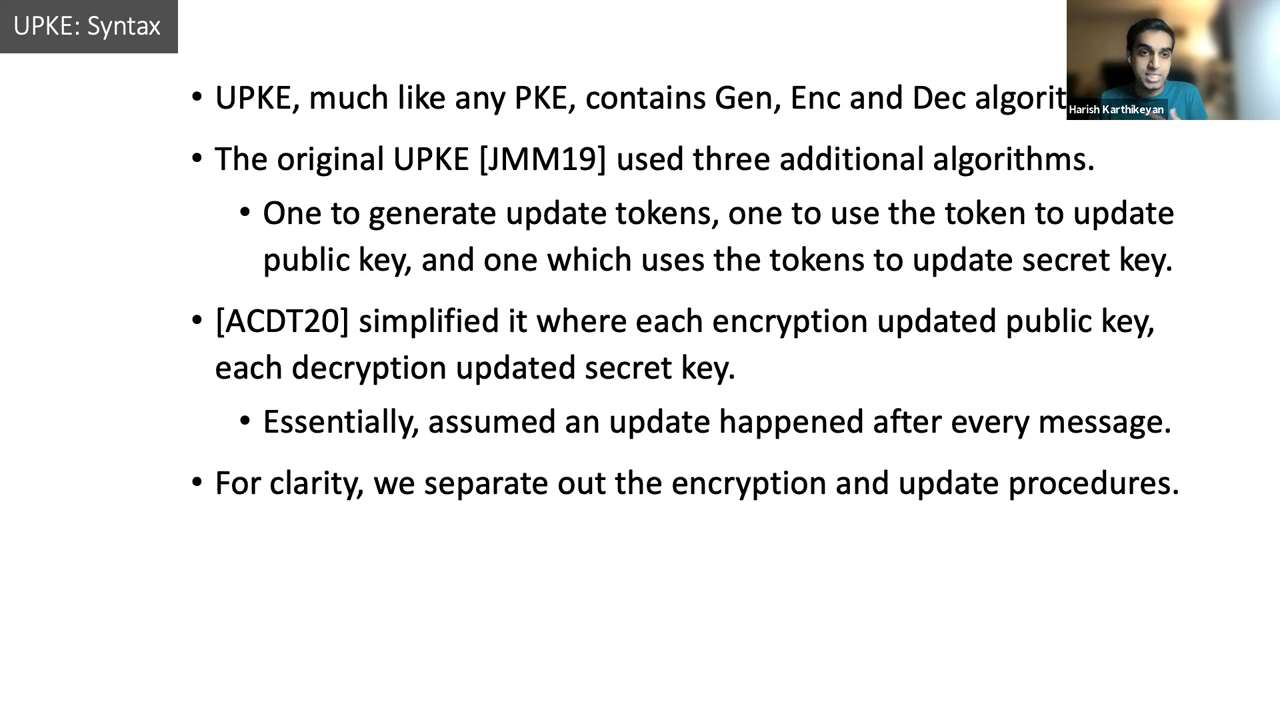 UPKE: Syntax
• UPKE, much like any PKE, contains Gen, Enc and Dec
Harish Karthikeyan
• The original UPKE [JMM19] used three additional algorithms.
• One to generate update tokens, one to use the token to update
public key, and one which uses the tokens to update secret key.
• [ACDT20] simplified it where each encryption updated public key,
each decryption updated secret key.
• Essentially, assumed an update happened after every message.
• For clarity, we separate out the encryption and update procedures.